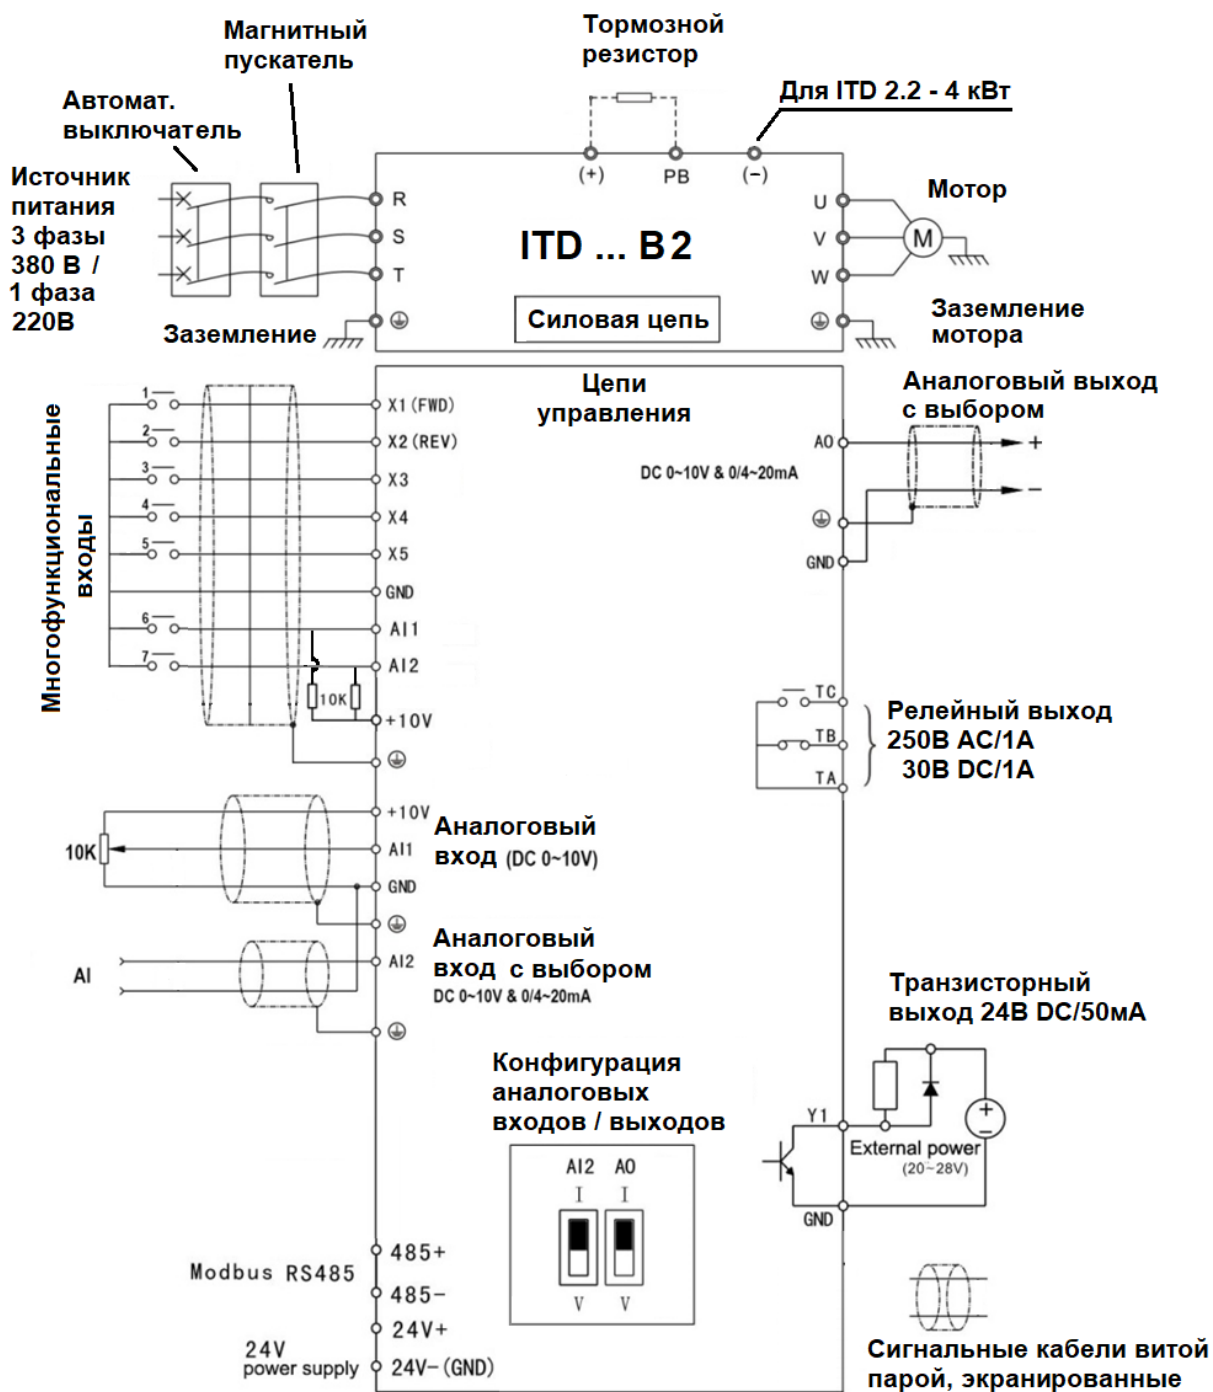 Магнитный
пускатель
Тормозной
резистор
Для ITD 2.2 - 4 кВт
Автомат.
выключатель
Источник
питания
3 фазы
380 В /
1 фаза
220В
(+)
PB
(-)
R
S
T
ITD ... B2
U
V
W
M
Мотор
Силовая цепь
Заземление
Заземление
мотора
Цепи
управления
Многофункциональные
входы
1
X1(FWD)
2
X2(REV)
3
X3
4
X4
5
X5
GND
6
AI1
7
AI2
10K
+10V
Аналоговый выход
с выбором
AO
DC 0~10V & 0/4~20mA
+
-
GND
TC
TB
TA
Релейный выход
250В AC/1A
30В DC/1A
+10V
10K
AI1
GND
Аналоговый
вход (DC 0~10V)
AI
AI2
Аналоговый
вход с выбором
DC 0~10V & 0/4~20mA
Транзисторный
выход 24В DC/50мА
Y1
External power
(20~28V)
+
-
GND
Конфигурация
аналоговых
входов / выходов
AI2 AO
I I
V V
Modbus RS485
485+
485-
24V
power supply
24V+
24V-(GND)
Сигнальные кабели витой
парой, экранированные